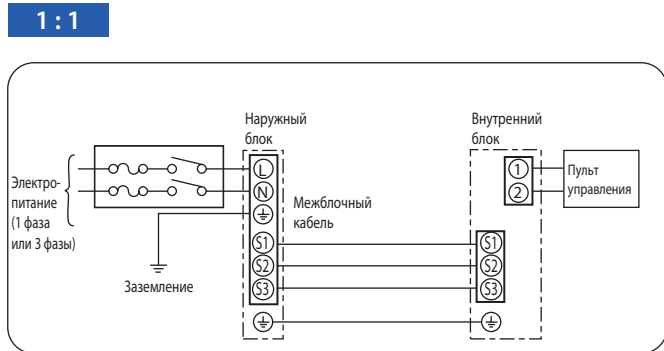 1 : 1
Наружный
блок
Внутренний
блок
Электро-
питание
(1 фаза
или 3 фазы)
L
N
S1
S2
S3
Межблочный
кабель
Заземление
1
2
S1
S2
S3
Пульт
управления